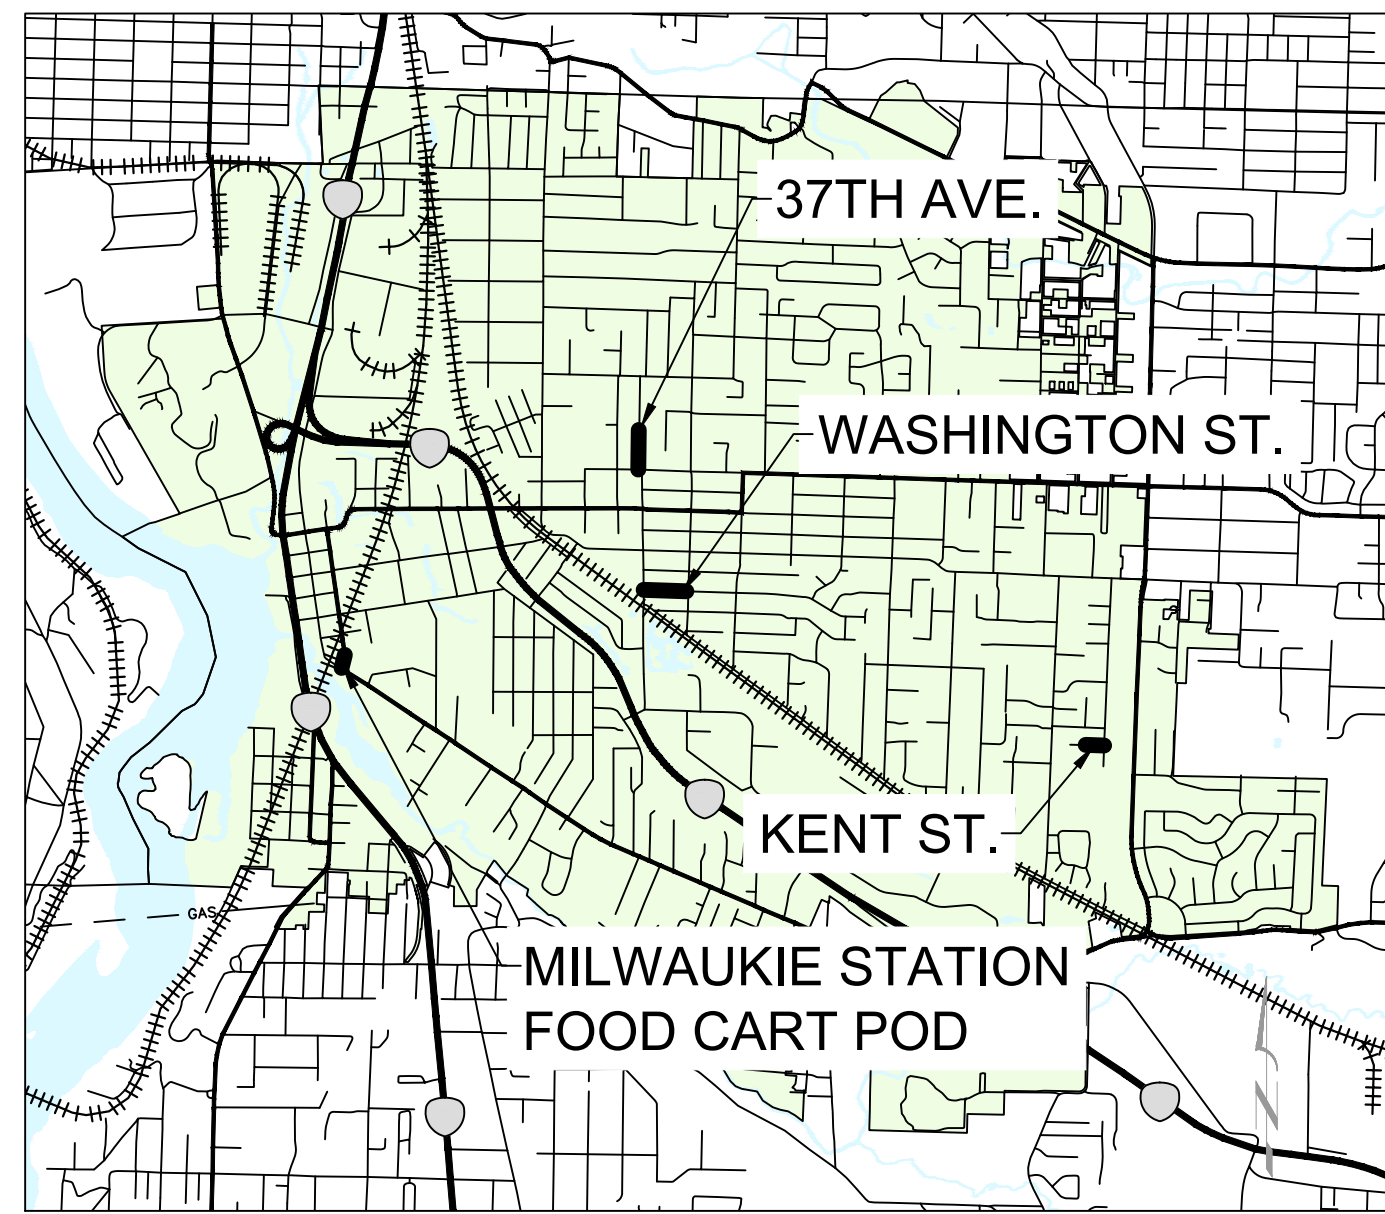 37TH AVE.
WASHINGTON ST.
KENT ST.
GAS
MILWAUKIE STATION
FOOD CART POD